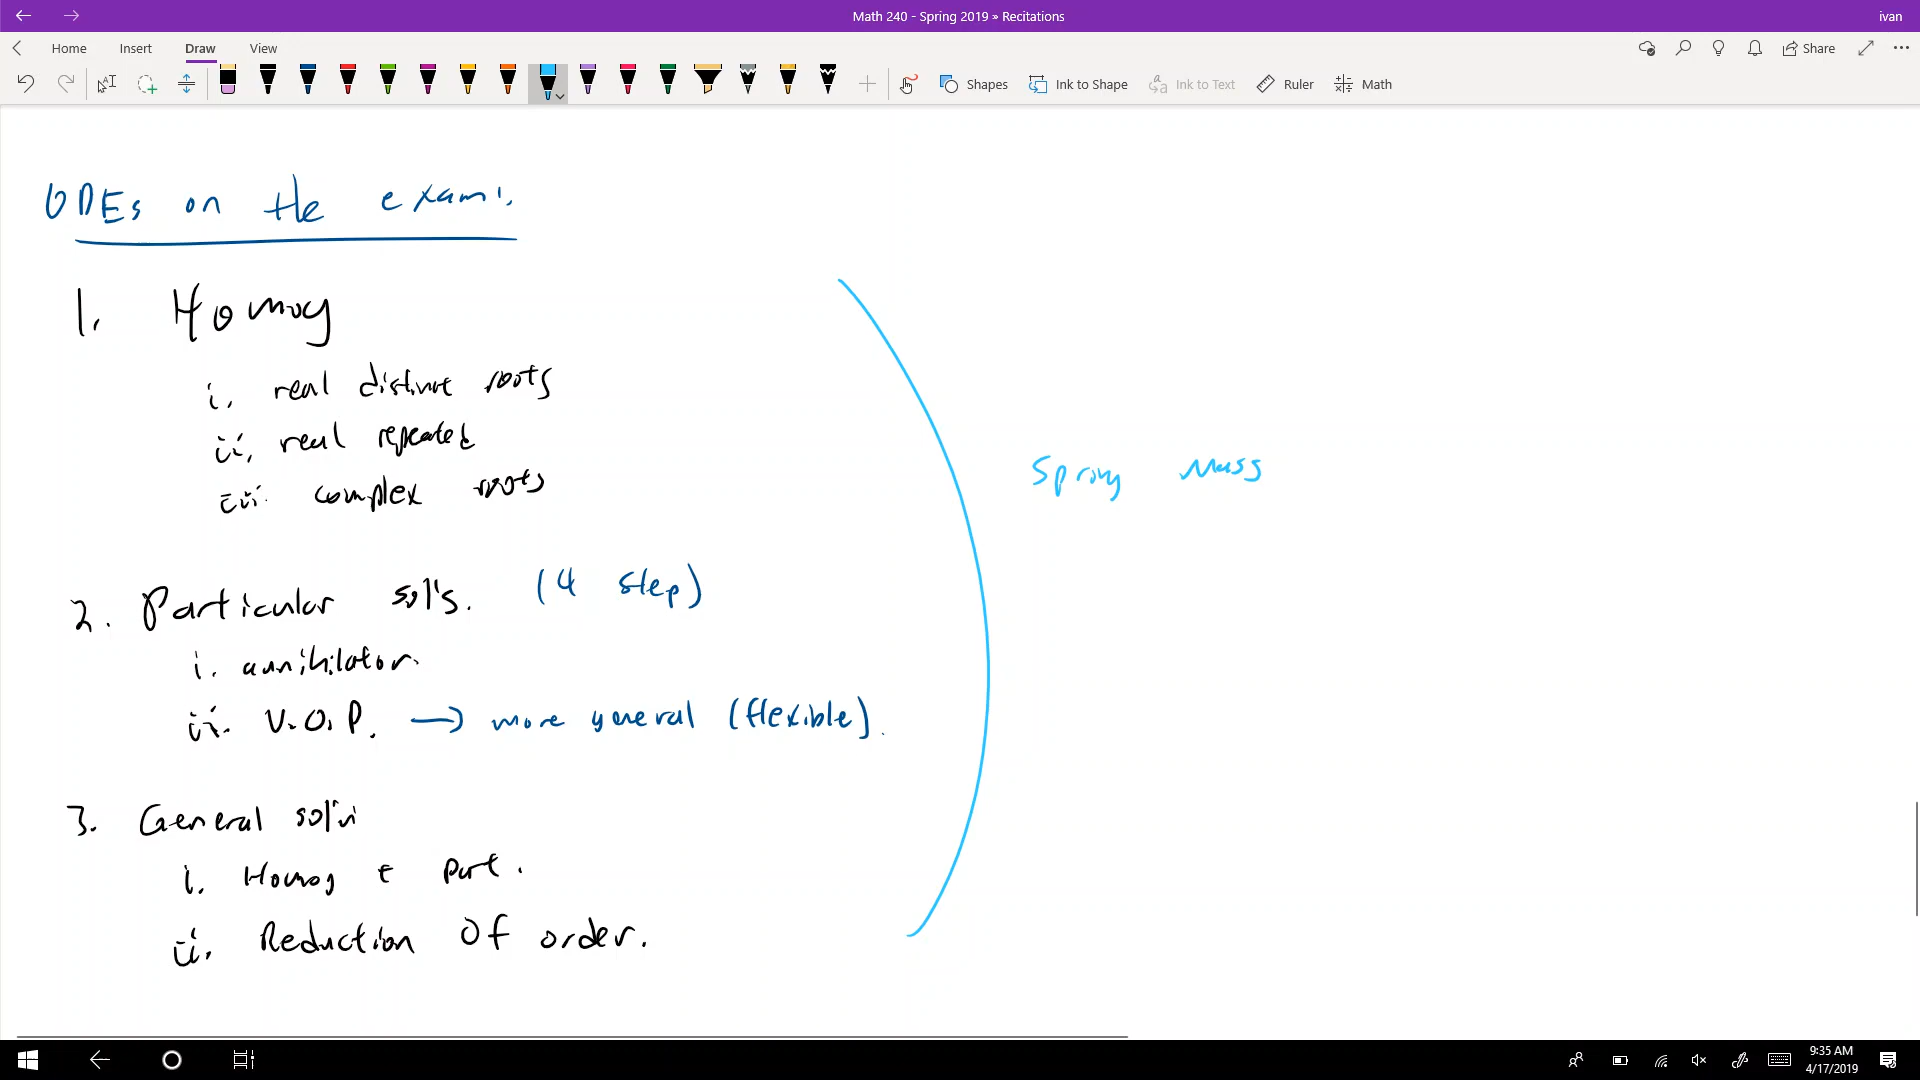 Math 240 - Spring 2019 » Recitations
ivan
Home Insert Draw View
Share
Shapes Ink to Shape Ink to Text Ruler Math
ODEs on the exam:
1. Homog
i. real distinct roots
ii. real repeated
iii. complex roots
Spring Mass
2. Particular sol's. (4 step)
i. annihilator.
ii. V.O.P. → more general (flexible).
3. General sol'n
i. Homog + part.
ii. Reduction Of order.
9:35 AM
4/17/2019